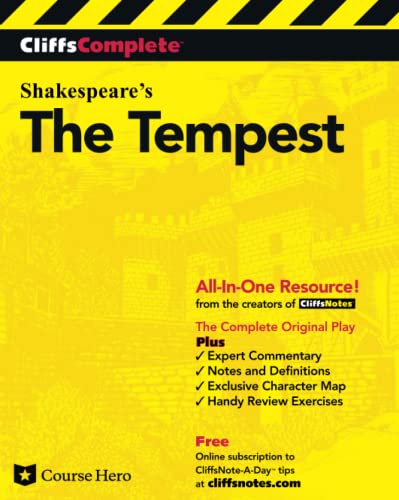 CliffsComplete™
Shakespeare's
The Tempest
All-In-One Resource!
from the creators of CliffsNotes
The Complete Original Play
Plus
✓ Expert Commentary
✓ Notes and Definitions
✓ Exclusive Character Map
✓ Handy Review Exercises
Free
Online subscription to
CliffsNote-A-Day™ tips
at cliffsnotes.com
Course Hero